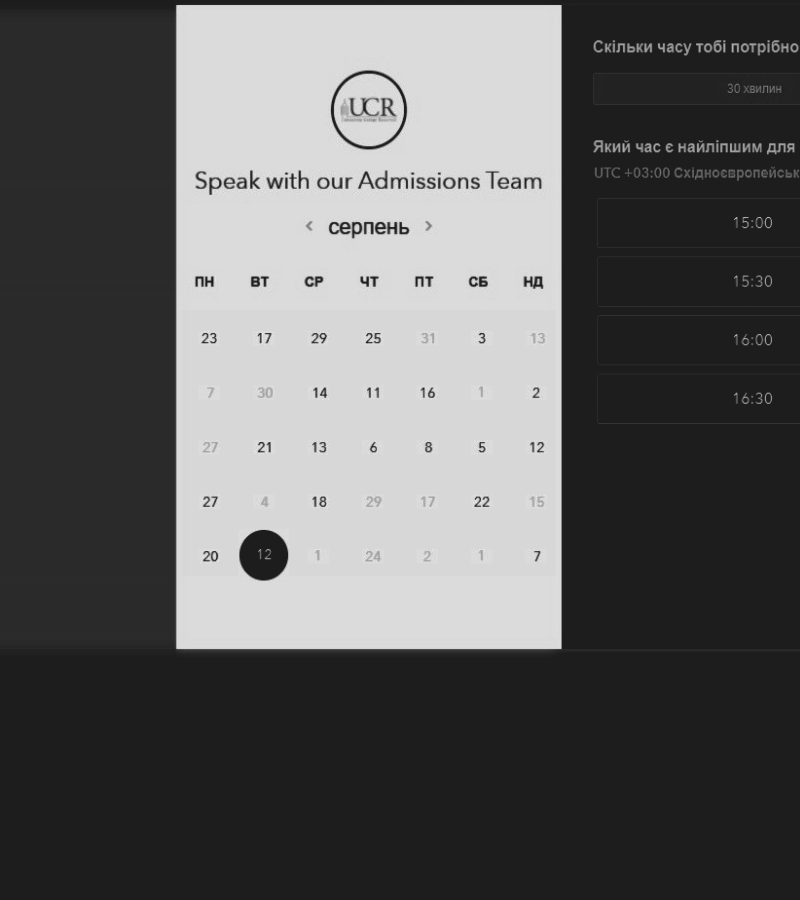 UCR
Speak with our Admissions Team
‹ серпень ›
ПН ВТ СР ЧТ ПТ СБ НД
23 17 29 25 31 3 13
7 30 14 11 16 1 2
27 21 13 6 8 5 12
27 4 18 29 17 22 15
20 12 1 24 2 1 7
Скільки часу тобі потрібно
30 хвилин
Який час є найліпшим для
UTC +03:00 Східноєвропейськ
15:00
15:30
16:00
16:30